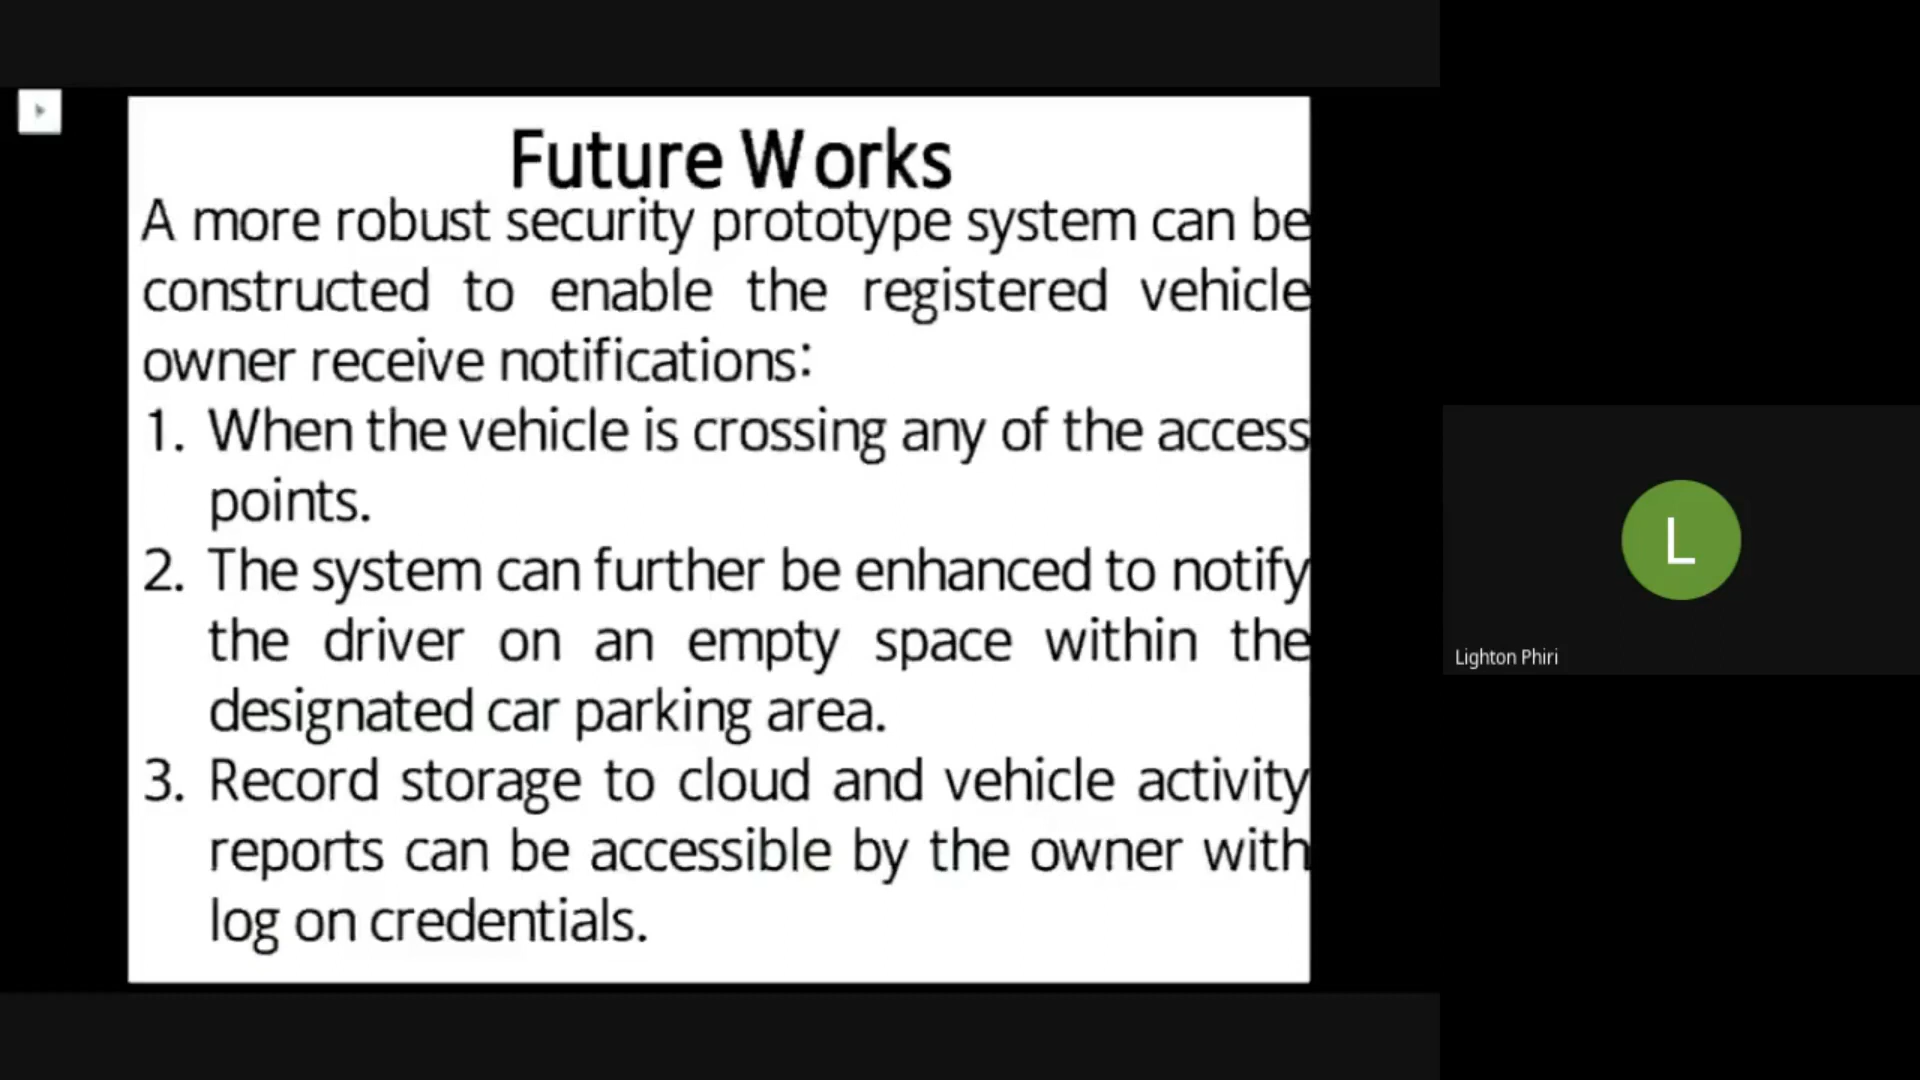 Future Works
A more robust security prototype system can be
constructed to enable the registered vehicle
owner receive notifications:
1. When the vehicle is crossing any of the access
points.
2. The system can further be enhanced to notify
the driver on an empty space within the
designated car parking area.
3. Record storage to cloud and vehicle activity
reports can be accessible by the owner with
log on credentials.
L
Lighton Phiri